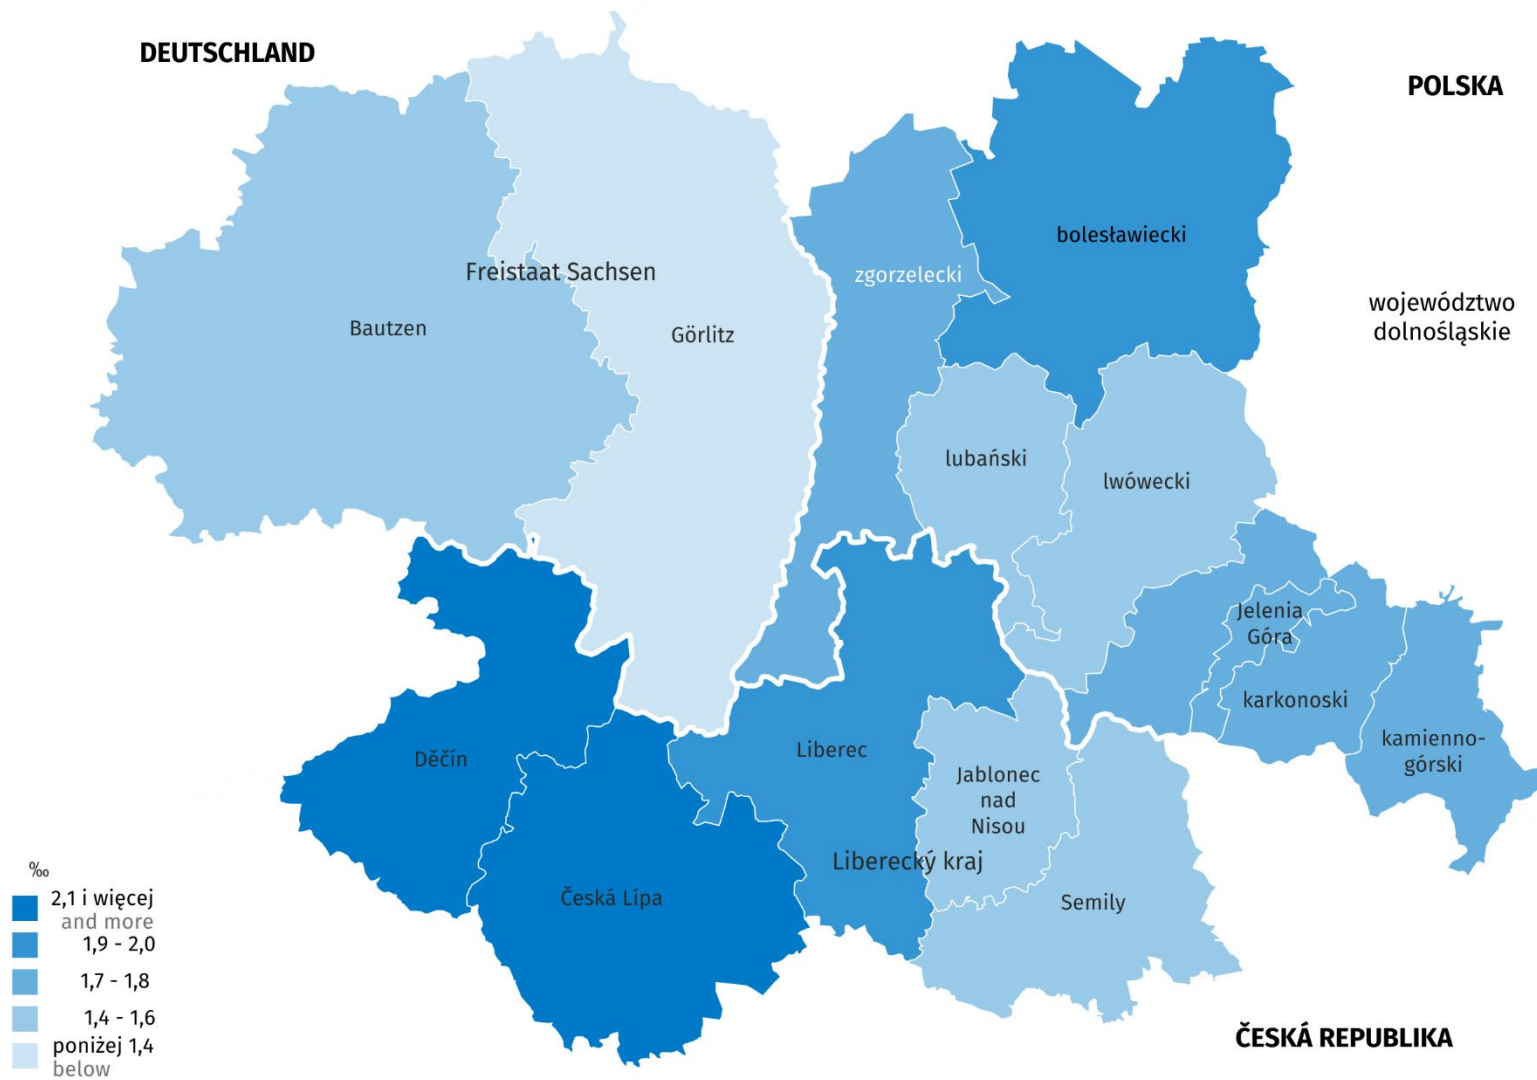 DEUTSCHLAND
POLSKA
bolesławiecki
zgorzelecki
Freistaat Sachsen
województwo
dolnośląskie
Bautzen
Görlitz
lubański
lwówecki
Jelenia
Góra
karkonoski
kamienno-
górski
Děčín
Liberec
Jablonec
nad
Nisou
Liberecký kraj
Česká Lípa
Semily
ČESKÁ REPUBLIKA
‰
2,1 i więcej
and more
1,9 - 2,0
1,7 - 1,8
1,4 - 1,6
poniżej 1,4
below